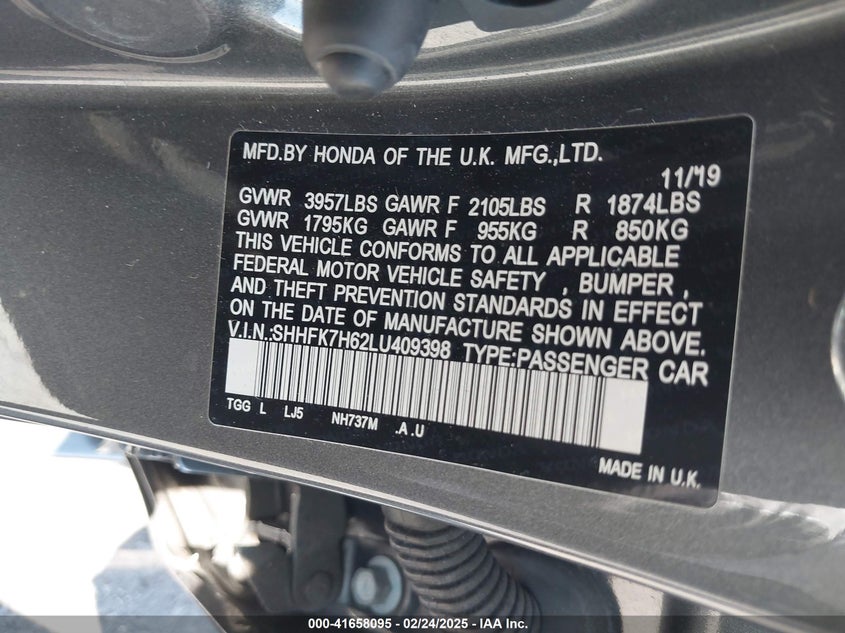 MFD.BY HONDA OF THE U.K. MFG.,LTD.
11/'19
GVWR 3957LBS GAWR F 2105LBS R 1874LBS
GVWR 1795KG GAWR F 955KG R 850KG
THIS VEHICLE CONFORMS TO ALL APPLICABLE
FEDERAL MOTOR VEHICLE SAFETY , BUMPER ,
AND THEFT PREVENTION STANDARDS IN EFFECT
ON THE DATE OF MANUFACTURE SHOWN ABOVE.
V.I.N.:SHHFK7H62LU409398 TYPE:PASSENGER CAR
TGG L LJ5 NH737M .A.U
MADE IN U.K.
000-41658095 - 02/24/2025 - IAA Inc.